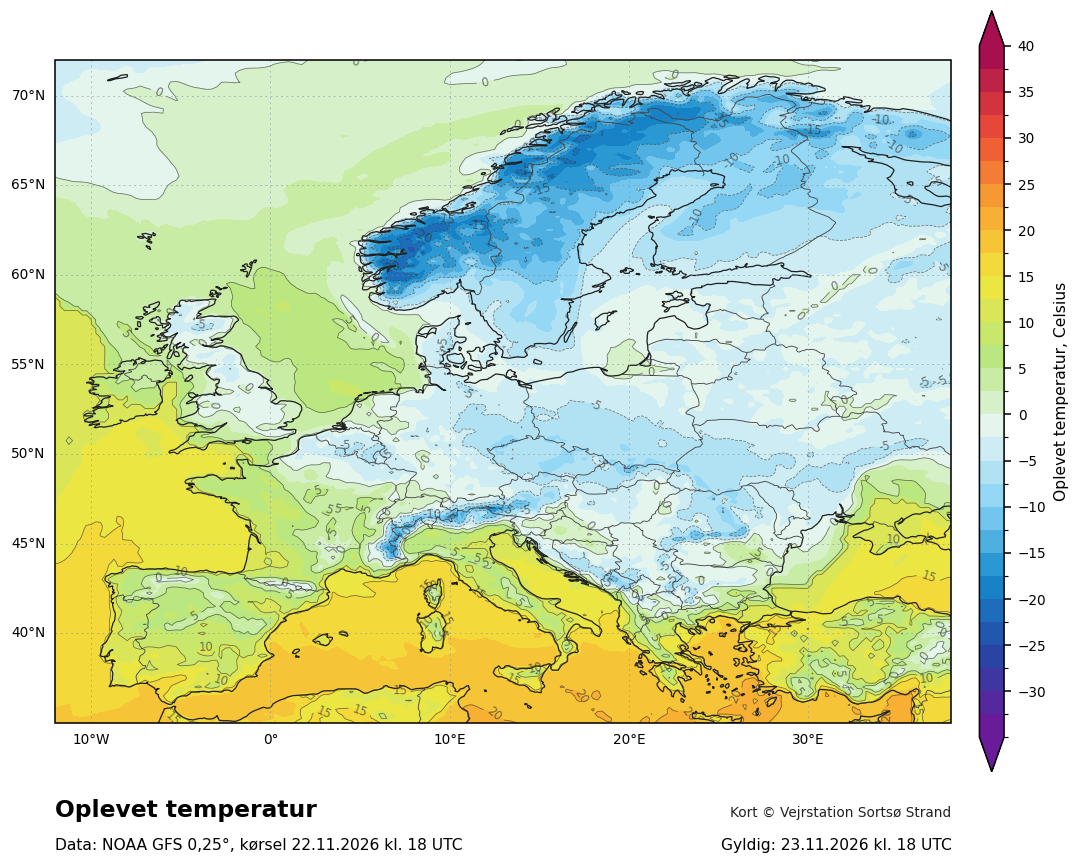 40
35
30
25
20
15
10
5
0
−5
−10
−15
−20
−25
−30
Oplevet temperatur, Celsius
70°N
65°N
60°N
55°N
50°N
45°N
40°N
10°W
0°
10°E
20°E
30°E
Oplevet temperatur
Kort © Vejrstation Sortsø Strand
Data: NOAA GFS 0,25°, kørsel 22.11.2026 kl. 18 UTC
Gyldig: 23.11.2026 kl. 18 UTC